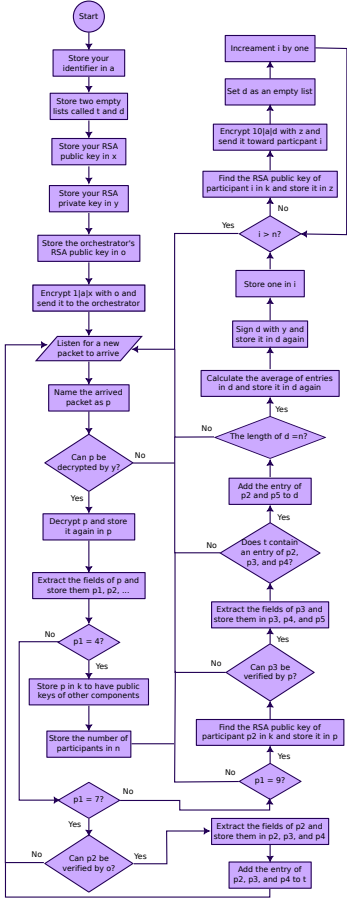 Start
Store your
identifier in a
Store two empty
lists called t and d
Store your RSA
public key in x
Store your RSA
private key in y
Store the orchestrator's
RSA public key in o
Encrypt 1|a|x with o and
send it to the orchestrator
Listen for a new
packet to arrive
Name the arrived
packet as p
Can p be
decrypted by y?
No
Yes
Decrypt p and store
it again in p
Extract the fields of p and
store them p1, p2, ...
p1 = 4?
No
Yes
Store p in k to have public
keys of other components
Store the number of
participants in n
p1 = 7?
No
Yes
Can p2 be
verified by o?
No
Yes
Extract the fields of p2 and
store them in p2, p3, and p4
Add the entry of
p2, p3, and p4 to t
p1 = 9?
No
Yes
Find the RSA public key of
participant p2 in k and store it in p
Can p3 be
verified by p?
No
Yes
Extract the fields of p3 and
store them in p3, p4, and p5
Does t contain
an entry of p2,
p3, and p4?
No
Yes
Add the entry of
p2 and p5 to d
The length of d =n?
No
Yes
Calculate the average of entries
in d and store it in d again
Sign d with y and
store it in d again
Store one in i
i > n?
Yes
No
Find the RSA public key of
participant i in k and store it in z
Encrypt 10|a|d with z and
send it toward particpant i
Set d as an empty list
Increament i by one